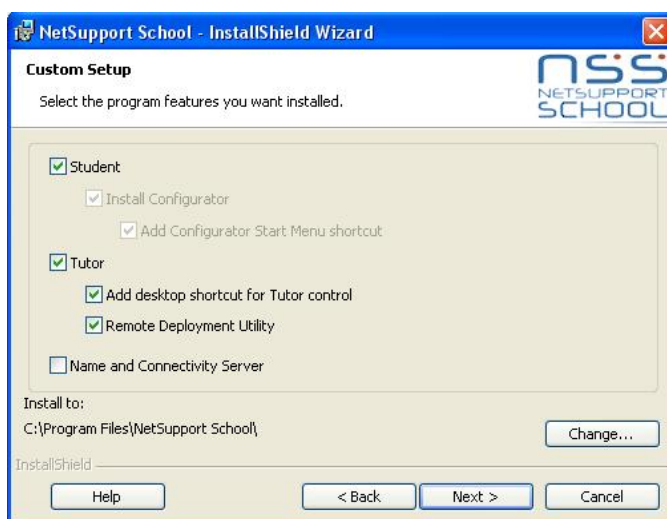 NetSupport School - InstallShield Wizard
Custom Setup
Select the program features you want installed.
nss
NETSUPPORT
SCHOOL
Student
Install Configurator
Add Configurator Start Menu shortcut
Tutor
Add desktop shortcut for Tutor control
Remote Deployment Utility
Name and Connectivity Server
Install to:
C:\Program Files\NetSupport School\
Change...
InstallShield
Help
< Back
Next >
Cancel